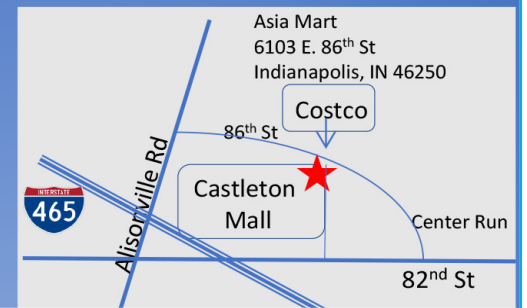 Asia Mart
6103 E. 86th St
Indianapolis, IN 46250
Costco
86th St
Alisonville Rd
Castleton
Mall
INTERSTATE
465
Center Run
82nd St